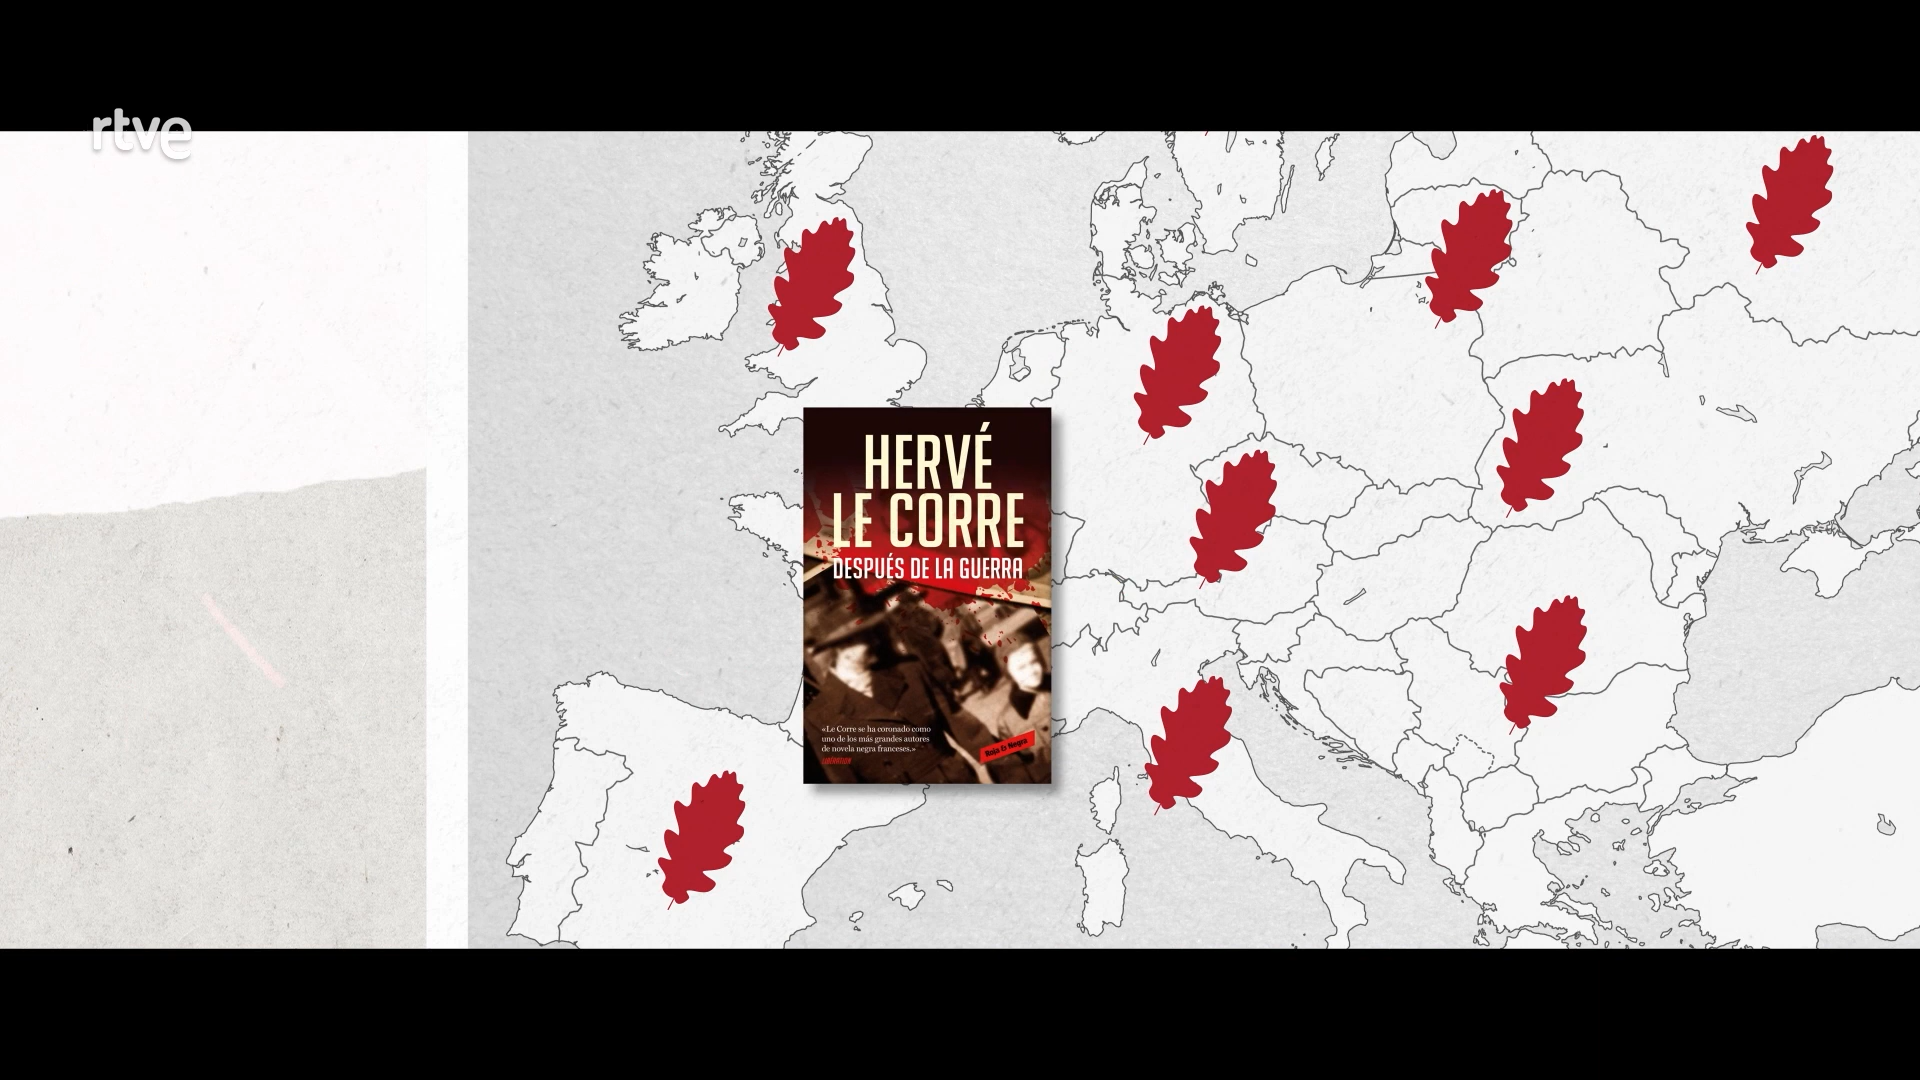 rtve
HERVÉ
LE CORRE
DESPUÉS DE LA GUERRA
«Le Corre se ha coronado como
uno de los más grandes autores
de novela negra franceses.»
LIBÉRATION
Roja & Negra